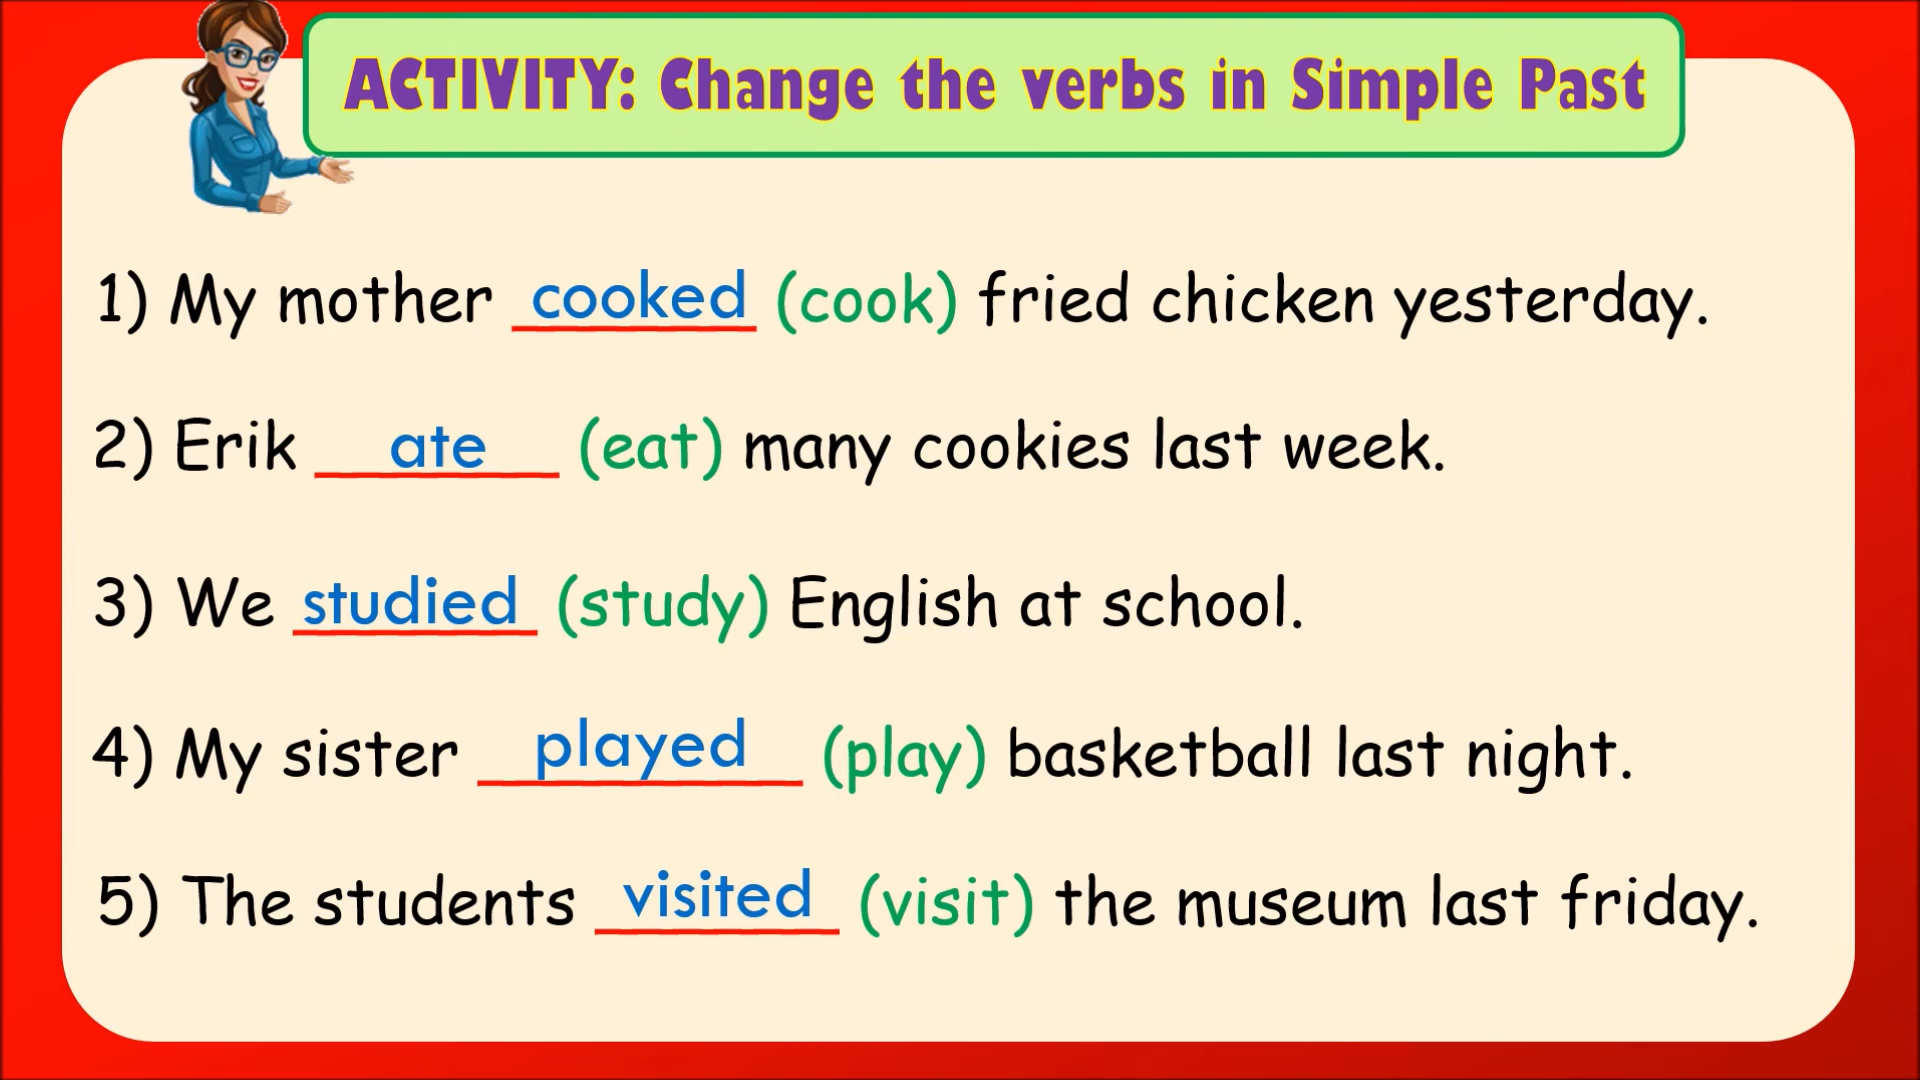 ACTIVITY: Change the verbs in Simple Past
1) My mother cooked (cook) fried chicken yesterday.
2) Erik ate (eat) many cookies last week.
3) We studied (study) English at school.
4) My sister played (play) basketball last night.
5) The students visited (visit) the museum last friday.